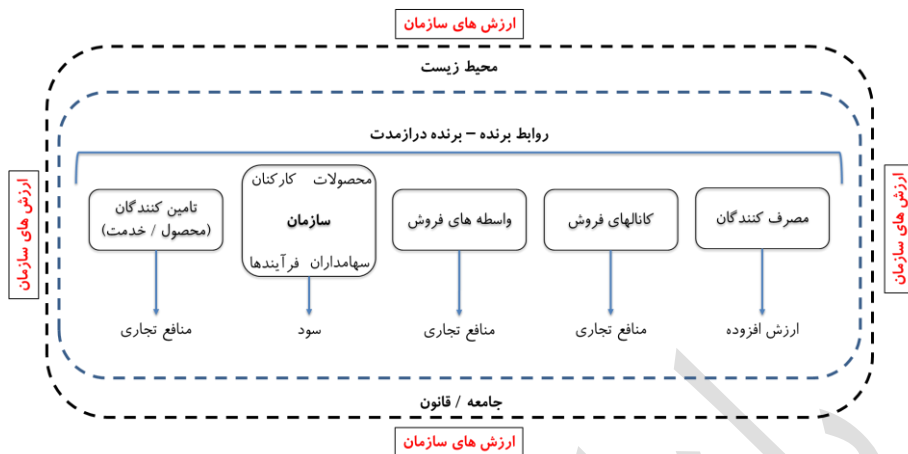 ارزش های سازمان
محیط زیست
روابط برنده – برنده درازمدت
ارزش های سازمان
مصرف کنندگان
کانالهای فروش
واسطه های فروش
محصولات کارکنان
سازمان
سهامداران فرآیندها
تامین کنندگان
(محصول / خدمت)
ارزش های سازمان
ارزش افزوده
منافع تجاری
منافع تجاری
سود
منافع تجاری
جامعه / قانون
ارزش های سازمان